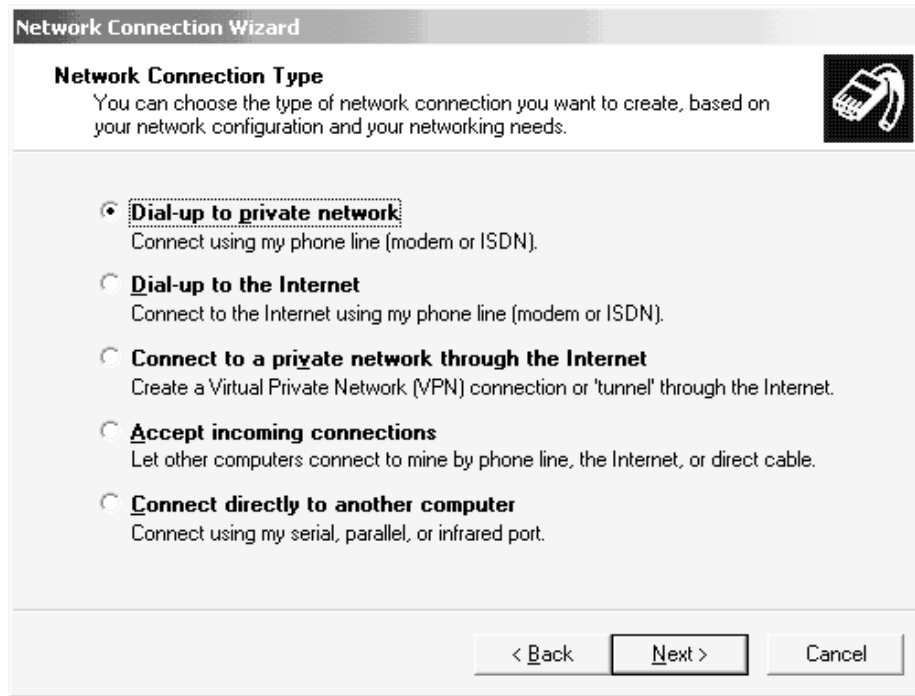 Network Connection Wizard
Network Connection Type
You can choose the type of network connection you want to create, based on
your network configuration and your networking needs.
Dial-up to private network
Connect using my phone line (modem or ISDN).
Dial-up to the Internet
Connect to the Internet using my phone line (modem or ISDN).
Connect to a private network through the Internet
Create a Virtual Private Network (VPN) connection or 'tunnel' through the Internet.
Accept incoming connections
Let other computers connect to mine by phone line, the Internet, or direct cable.
Connect directly to another computer
Connect using my serial, parallel, or infrared port.
< Back Next > Cancel